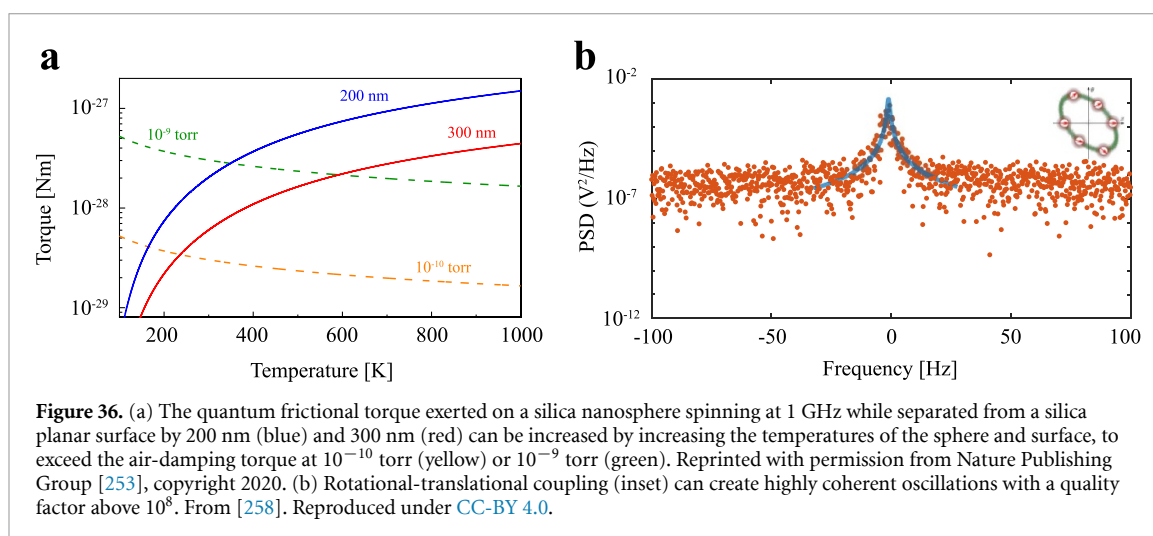 a
Torque [Nm]
10⁻²⁷
10⁻²⁸
10⁻²⁹
10⁻⁹ torr
200 nm
300 nm
10⁻¹⁰ torr
200 400 600 800 1000
Temperature [K]
b
PSD (V²/Hz)
10⁻²
10⁻⁷
10⁻¹²
-100 -50 0 50 100
Frequency [Hz]
Figure 36. (a) The quantum frictional torque exerted on a silica nanosphere spinning at 1 GHz while separated from a silica
planar surface by 200 nm (blue) and 300 nm (red) can be increased by increasing the temperatures of the sphere and surface, to
exceed the air-damping torque at 10⁻¹⁰ torr (yellow) or 10⁻⁹ torr (green). Reprinted with permission from Nature Publishing
Group [253], copyright 2020. (b) Rotational-translational coupling (inset) can create highly coherent oscillations with a quality
factor above 10⁸. From [258]. Reproduced under CC-BY 4.0.